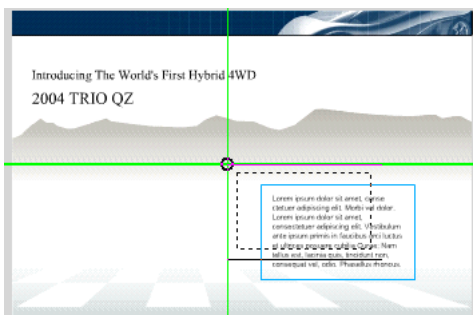 Introducing The World's First Hybrid 4WD
2004 TRIO QZ
Lorem ipsum dolor sit amet, conse
ctetuer adipiscing elit. Morbi vel dolor.
Lorem ipsum dolor sit amet,
consectetuer adipiscing elit. Vestibulum
ante ipsum primis in faucibus orci luctus
et ultrices posuere cubilia Curae; Nam
tellus est, lacinia quis, tincidunt non,
consequat vel, odio. Phasellus rhoncus.